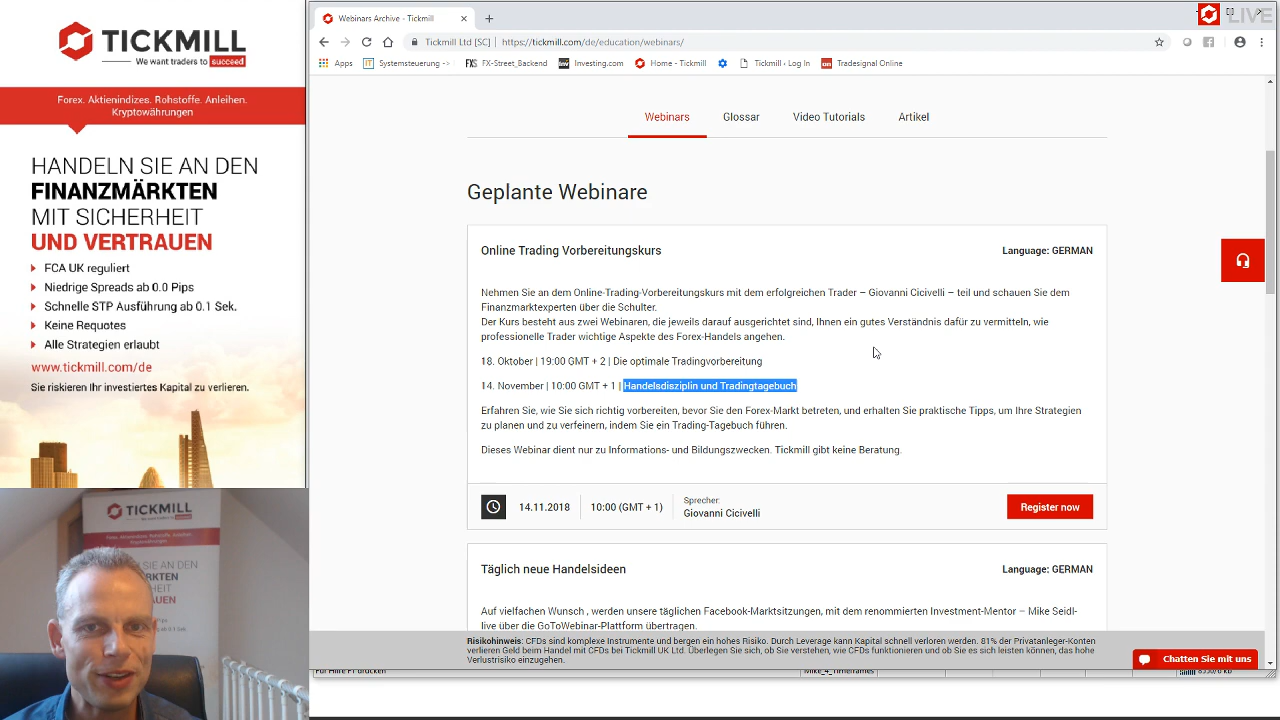 TICKMILL
We want traders to succeed
Forex. Aktienindizes. Rohstoffe. Anleihen.
Kryptowährungen
HANDELN SIE AN DEN
FINANZMÄRKTEN
MIT SICHERHEIT
UND VERTRAUEN
FCA UK reguliert
Niedrige Spreads ab 0.0 Pips
Schnelle STP Ausführung ab 0.1 Sek.
Keine Requotes
Alle Strategien erlaubt
www.tickmill.com/de
Sie riskieren Ihr investiertes Kapital zu verlieren.
TICKMILL
Webinars Archive - Tickmill
LIVE
Tickmill Ltd [SC] | https://tickmill.com/de/education/webinars/
Apps
Systemsteuerung ->
FX-Street_Backend
Investing.com
Home - Tickmill
Tickmill › Log In
Tradesignal Online
Webinars
Glossar
Video Tutorials
Artikel
Geplante Webinare
Online Trading Vorbereitungskurs
Language: GERMAN
Nehmen Sie an dem Online-Trading-Vorbereitungskurs mit dem erfolgreichen Trader – Giovanni Cicivelli – teil und schauen Sie dem
Finanzmarktexperten über die Schulter.
Der Kurs besteht aus zwei Webinaren, die jeweils darauf ausgerichtet sind, Ihnen ein gutes Verständnis dafür zu vermitteln, wie
professionelle Trader wichtige Aspekte des Forex-Handels angehen.
18. Oktober | 19:00 GMT + 2 | Die optimale Tradingvorbereitung
14. November | 10:00 GMT + 1 | Handelsdisziplin und Tradingtagebuch
Erfahren Sie, wie Sie sich richtig vorbereiten, bevor Sie den Forex-Markt betreten, und erhalten Sie praktische Tipps, um Ihre Strategien
zu planen und zu verfeinern, indem Sie ein Trading-Tagebuch führen.
Dieses Webinar dient nur zu Informations- und Bildungszwecken. Tickmill gibt keine Beratung.
14.11.2018
10:00 (GMT + 1)
Sprecher:
Giovanni Cicivelli
Register now
Täglich neue Handelsideen
Language: GERMAN
Auf vielfachen Wunsch , werden unsere täglichen Facebook-Marktsitzungen, mit dem renommierten Investment-Mentor – Mike Seidl-
live über die GoToWebinar-Plattform übertragen.
Risikohinweis: CFDs sind komplexe Instrumente und bergen ein hohes Risiko. Durch Leverage kann Kapital schnell verloren werden. 81% der Privatanleger-Konten
verlieren Geld beim Handel mit CFDs bei Tickmill UK Ltd. Überlegen Sie sich, ob Sie verstehen, wie CFDs funktionieren und ob Sie es sich leisten können, das hohe
Verlustrisiko einzugehen.
Chatten Sie mit uns